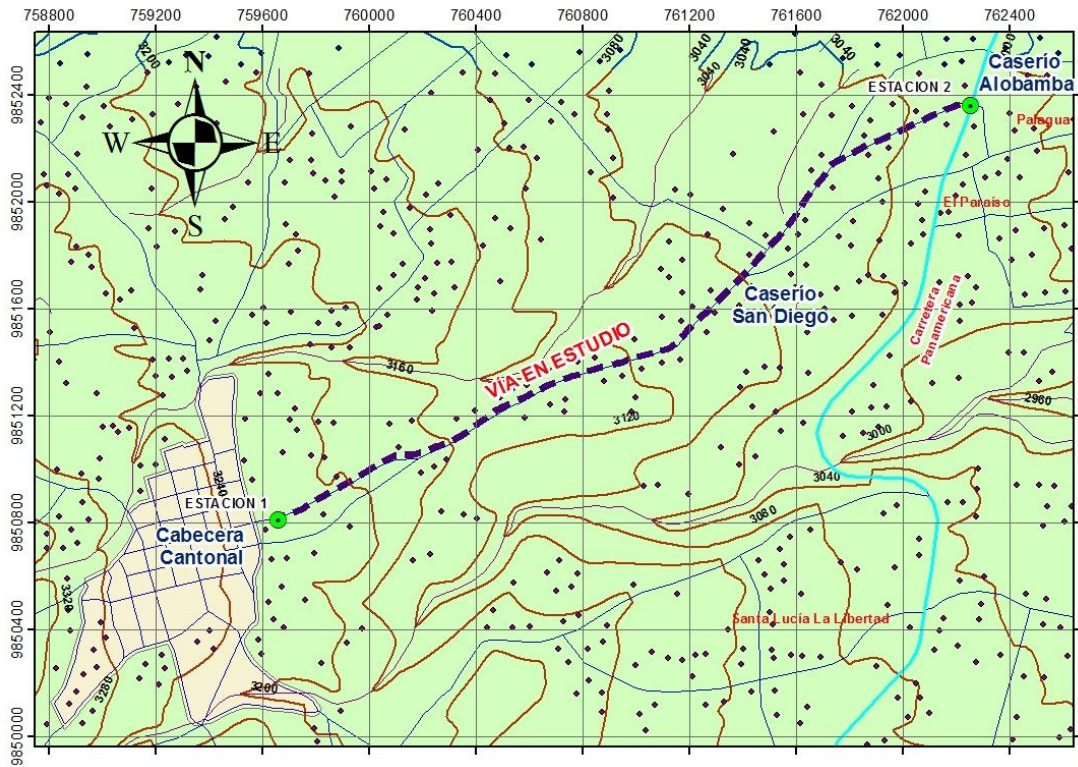 758800 759200 759600 760000 760400 760800 761200 761600 762000 762400
9852400
9852000
9851600
9851200
9850800
9850400
9850000
N
W E
S
3200
3080
3040
3040
3040
3040
ESTACION 2
Caserío
Alobamba
Palagua
El Paraíso
Carretera
Panamericana
Caserío
San Diego
VÍA EN ESTUDIO
3160
3120
2960
3000
3040
3080
3240
ESTACION 1
Cabecera
Cantonal
3320
Santa Lucía La Libertad
3200
3280